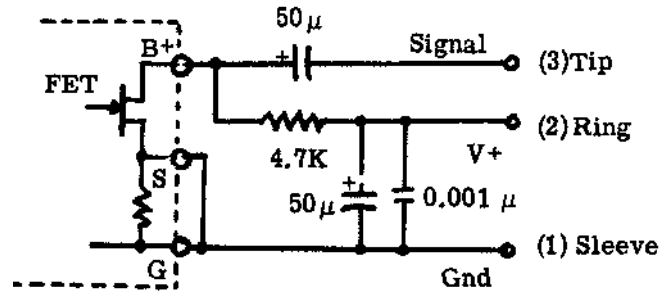 50μ
B+
+
Signal
(3)Tip
FET
(2)Ring
4.7K
V+
S
+
50μ
0.001 μ
G
(1) Sleeve
Gnd